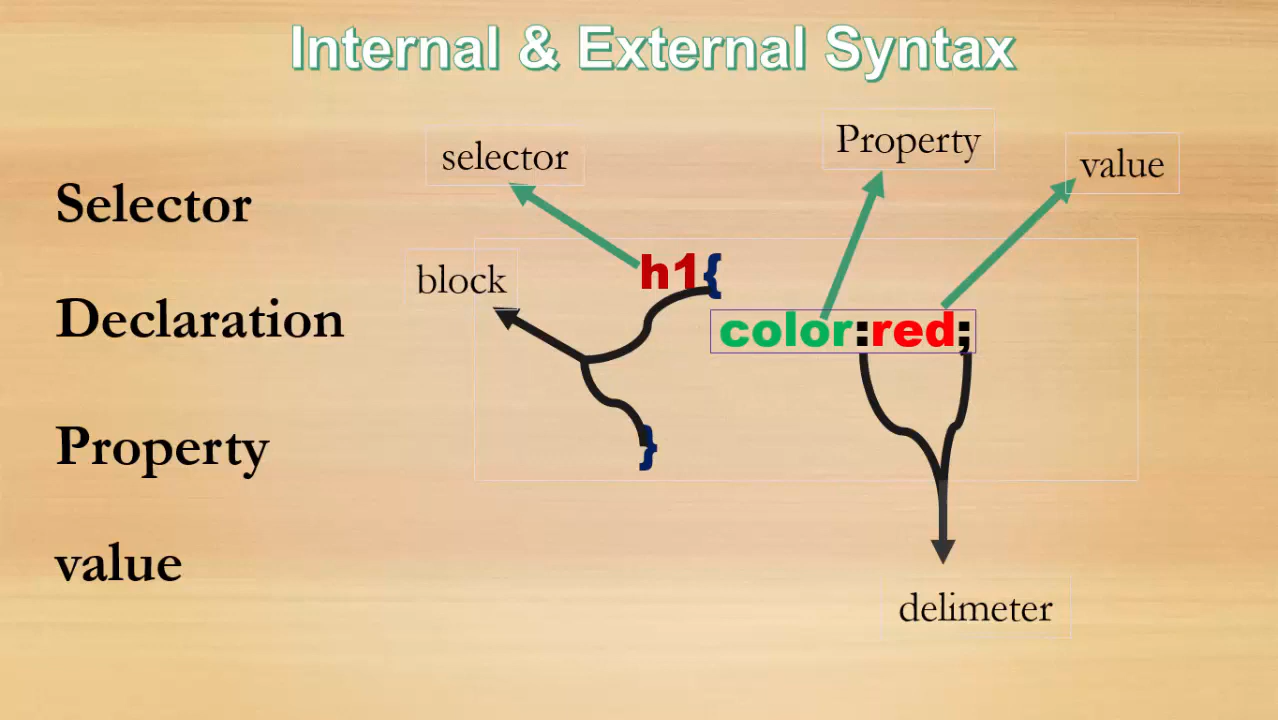 Internal & External Syntax
Selector
Declaration
Property
value
selector
Property
value
block
h1{
color:red;
}
delimeter